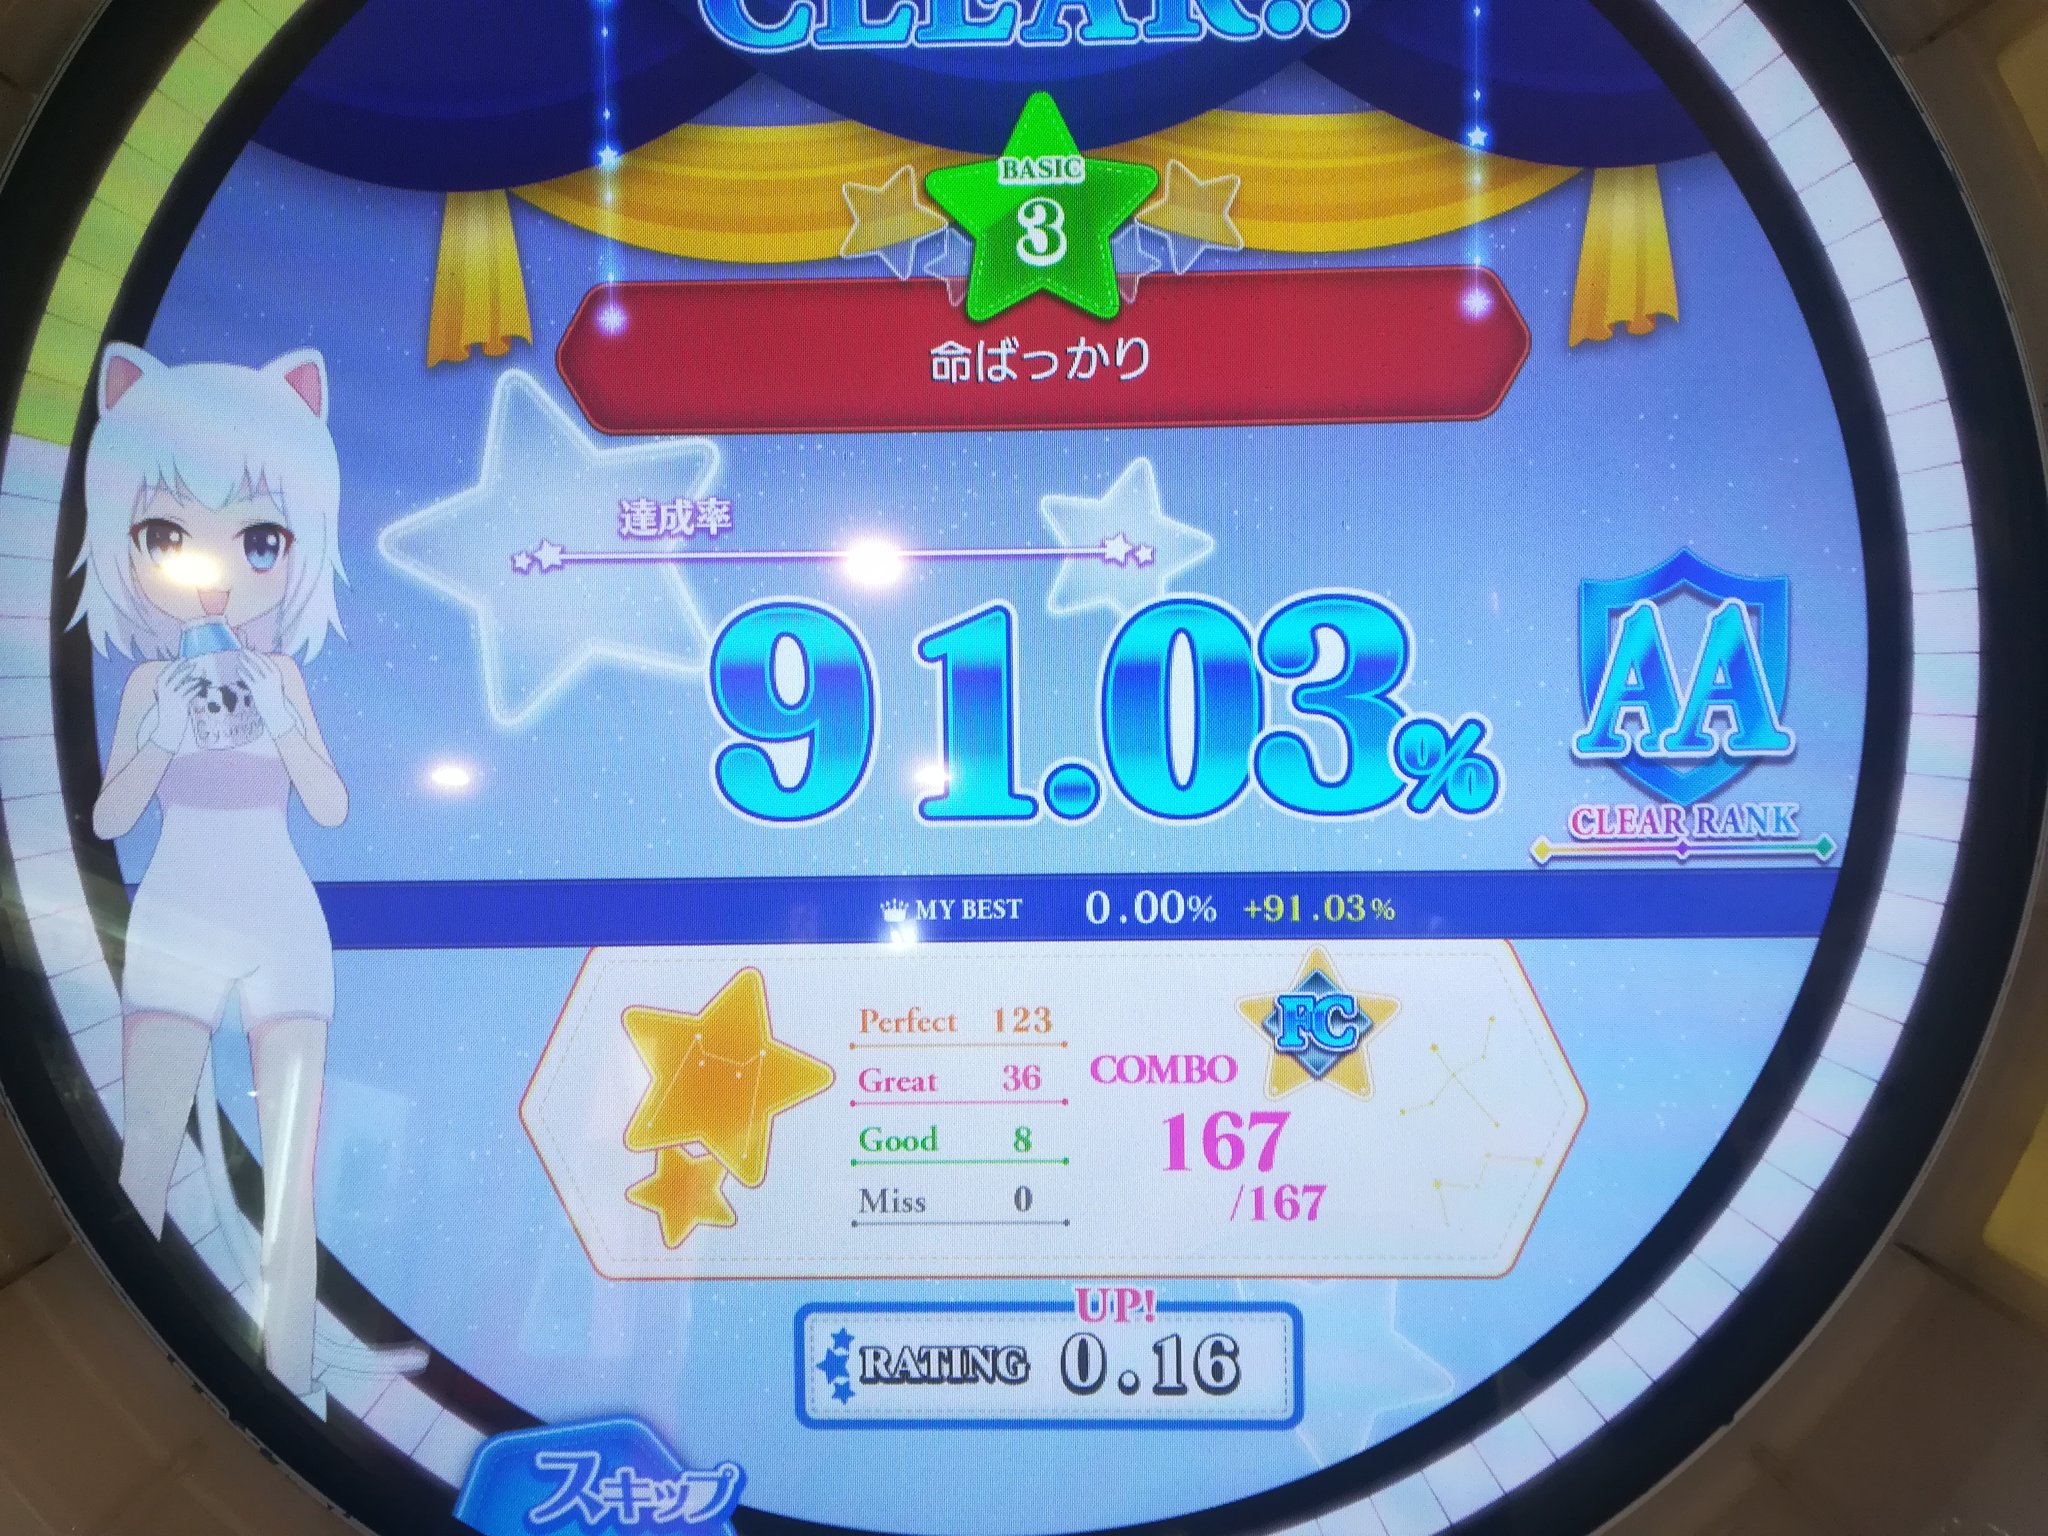 CLEAR!!
BASIC
3
命ばっかり
達成率
91.03%
AA
CLEAR RANK
MY BEST 0.00% +91.03%
Perfect 123
Great 36
Good 8
Miss 0
FC
COMBO
167
/167
UP!
RATING 0.16
スキップ